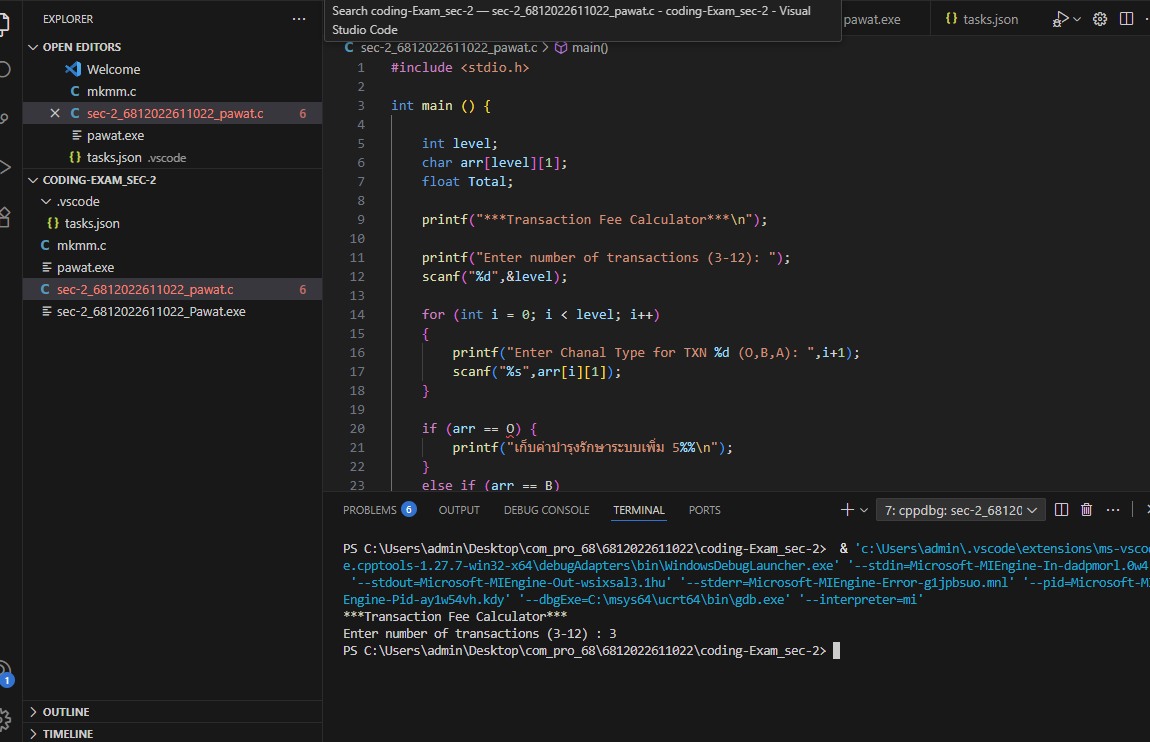 EXPLORER
Search coding-Exam_sec-2 — sec-2_6812022611022_pawat.c - coding-Exam_sec-2 - Visual
Studio Code
pawat.exe
{} tasks.json
OPEN EDITORS
Welcome
C mkmm.c
C sec-2_6812022611022_pawat.c 6
pawat.exe
{} tasks.json .vscode
CODING-EXAM_SEC-2
.vscode
{} tasks.json
C mkmm.c
pawat.exe
C sec-2_6812022611022_pawat.c 6
sec-2_6812022611022_Pawat.exe
OUTLINE
TIMELINE
1
C sec-2_6812022611022_pawat.c > main()
1 #include <stdio.h>
2
3 int main () {
4
5 int level;
6 char arr[level][1];
7 float Total;
8
9 printf("***Transaction Fee Calculator***\n");
10
11 printf("Enter number of transactions (3-12): ");
12 scanf("%d",&level);
13
14 for (int i = 0; i < level; i++)
15 {
16 printf("Enter Chanal Type for TXN %d (O,B,A): ",i+1);
17 scanf("%s",arr[i][1]);
18 }
19
20 if (arr == O) {
21 printf("เก็บค่าบำรุงรักษาระบบเพิ่ม 5%%\n");
22 }
23 else if (arr == B)
PROBLEMS 6 OUTPUT DEBUG CONSOLE TERMINAL PORTS
7: cppdbg: sec-2_68120
PS C:\Users\admin\Desktop\com_pro_68\6812022611022\coding-Exam_sec-2> & 'c:\Users\admin\.vscode\extensions\ms-vsco
e.cpptools-1.27.7-win32-x64\debugAdapters\bin\WindowsDebugLauncher.exe' '--stdin=Microsoft-MIEngine-In-dadpmorl.0w4
'--stdout=Microsoft-MIEngine-Out-wsixsal3.1hu' '--stderr=Microsoft-MIEngine-Error-g1jpbsuo.mnl' '--pid=Microsoft-M
Engine-Pid-ay1w54vh.kdy' '--dbgExe=C:\msys64\ucrt64\bin\gdb.exe' '--interpreter=mi'
***Transaction Fee Calculator***
Enter number of transactions (3-12) : 3
PS C:\Users\admin\Desktop\com_pro_68\6812022611022\coding-Exam_sec-2>